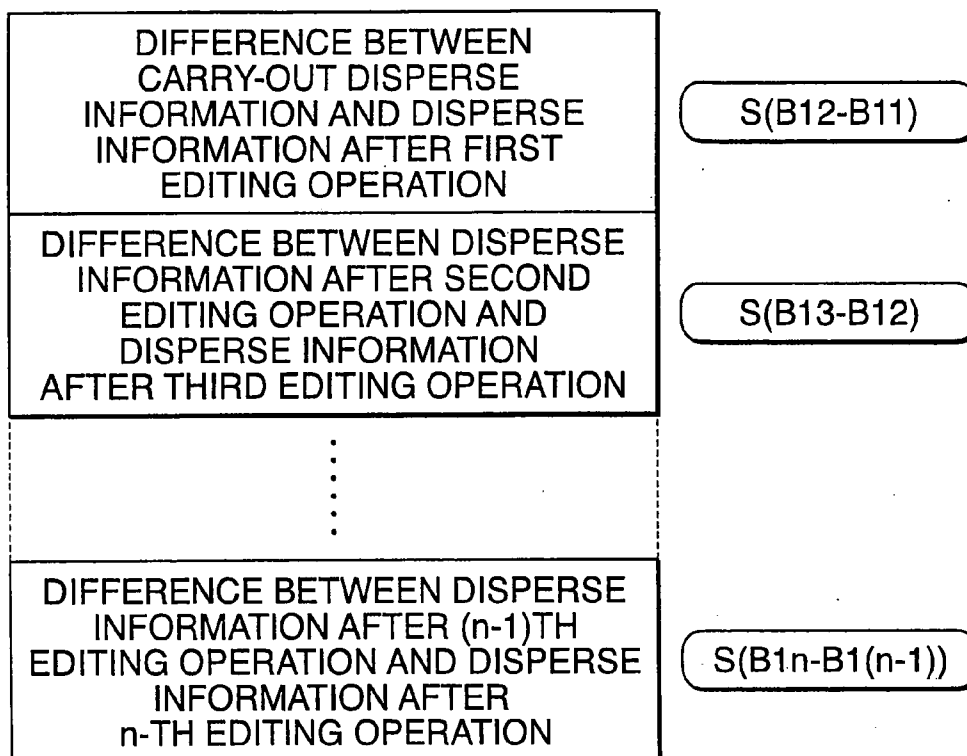 DIFFERENCE BETWEEN
CARRY-OUT DISPERSE
INFORMATION AND DISPERSE
INFORMATION AFTER FIRST
EDITING OPERATION
S(B12-B11)
DIFFERENCE BETWEEN DISPERSE
INFORMATION AFTER SECOND
EDITING OPERATION AND
DISPERSE INFORMATION
AFTER THIRD EDITING OPERATION
S(B13-B12)
DIFFERENCE BETWEEN DISPERSE
INFORMATION AFTER (n-1)TH
EDITING OPERATION AND DISPERSE
INFORMATION AFTER
n-TH EDITING OPERATION
S(B1n-B1(n-1))